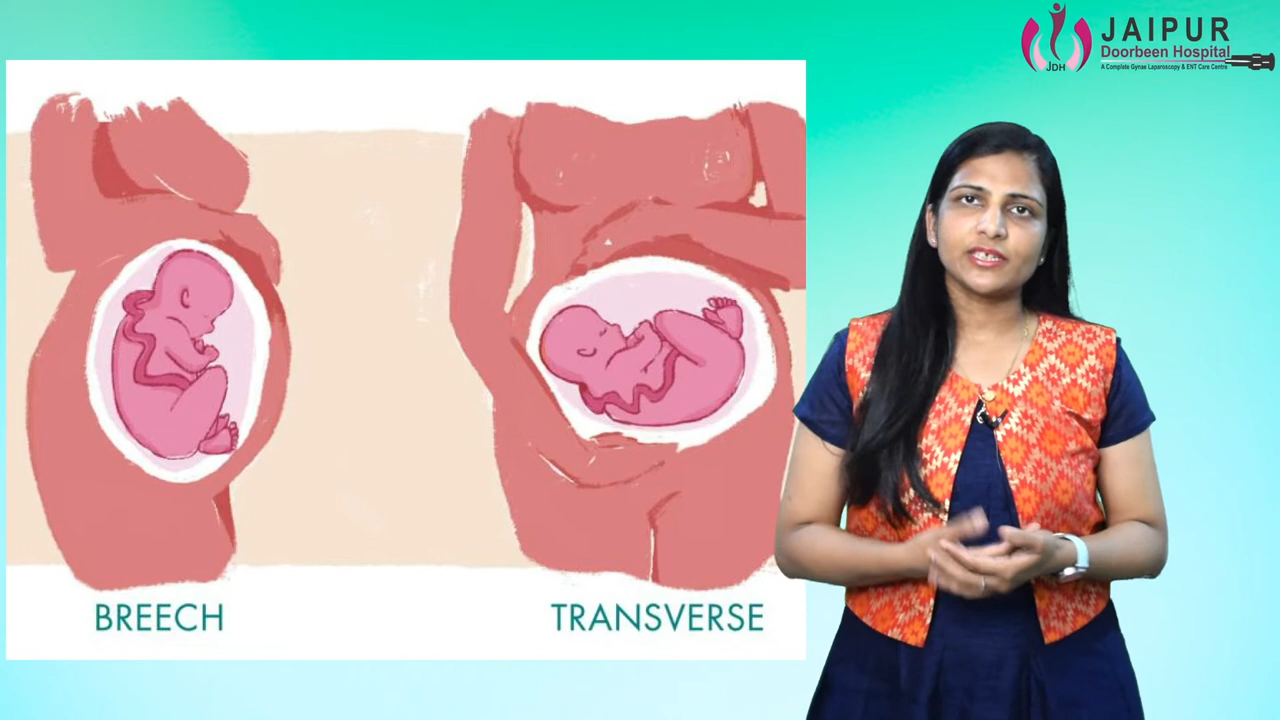 JAIPUR
Doorbeen Hospital
A Complete Gynae Laparoscopy & ENT Care Centre
JDH
BREECH
TRANSVERSE